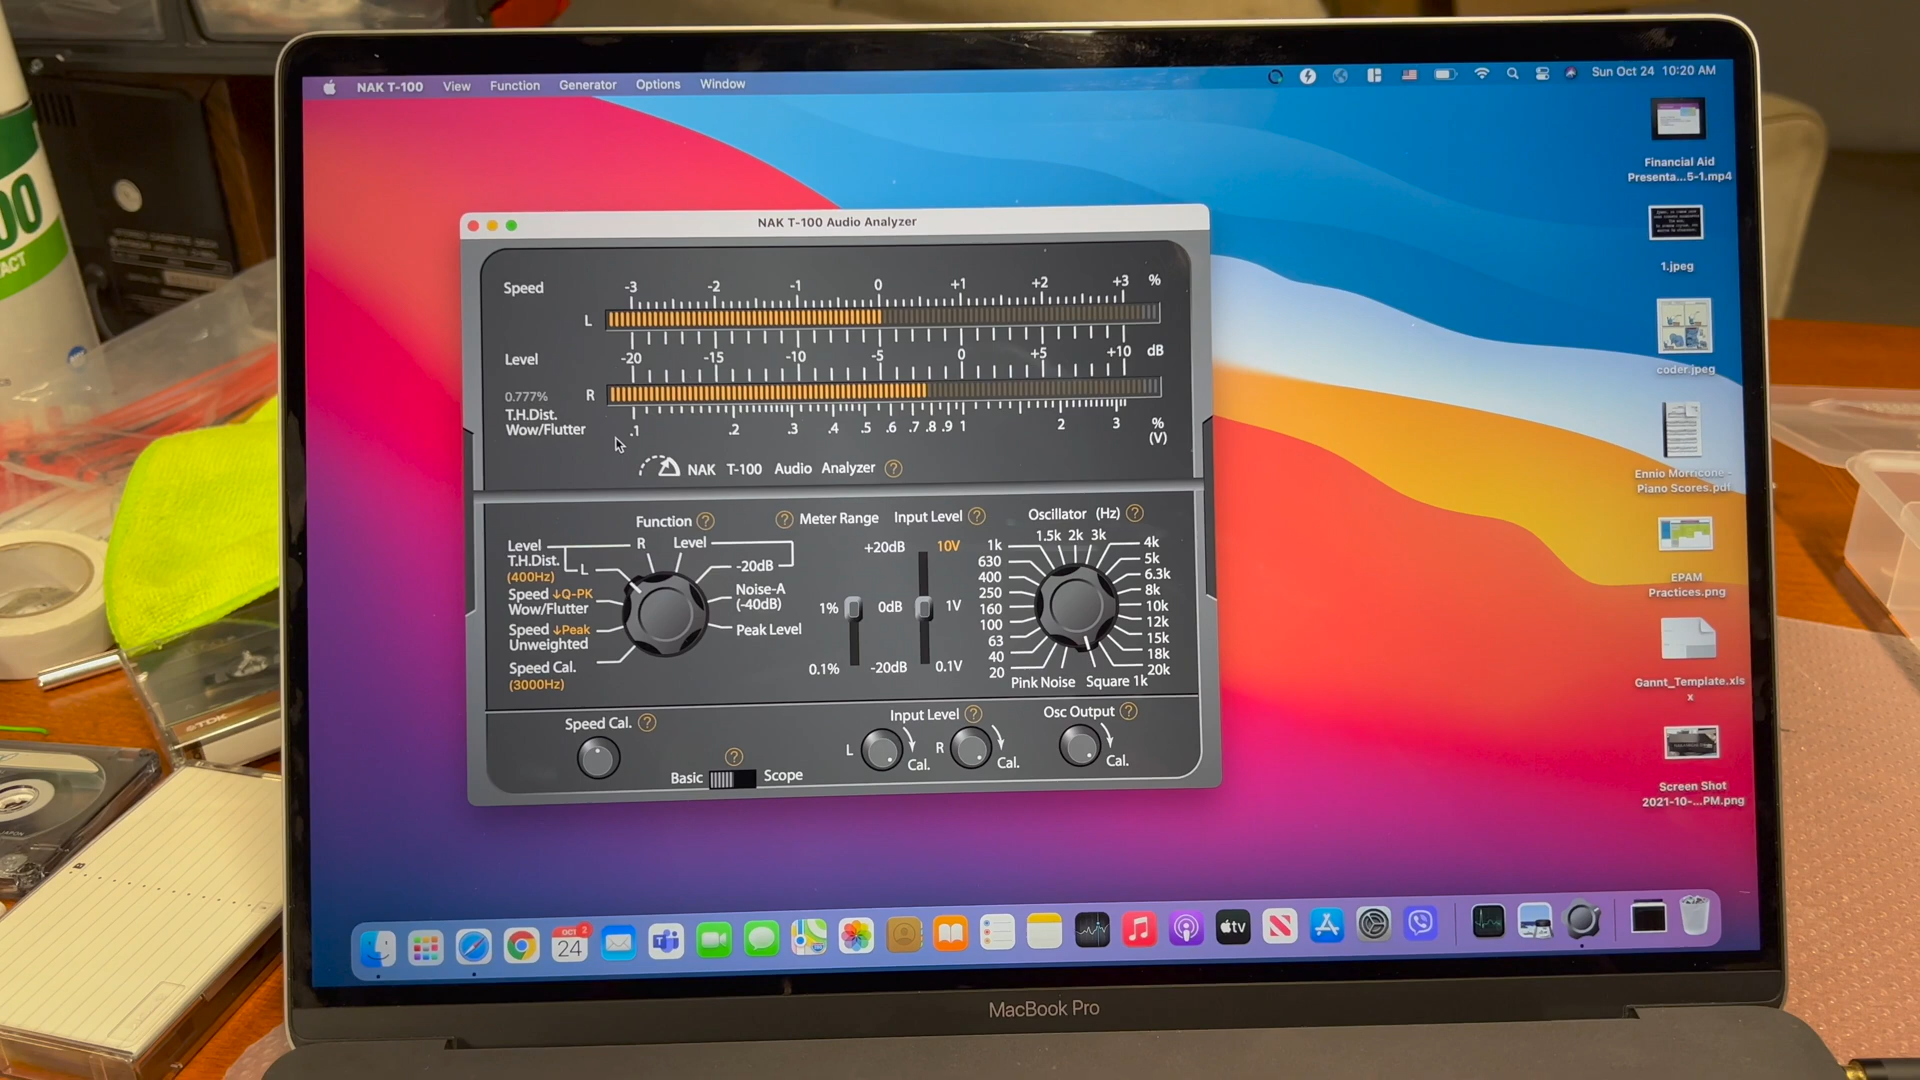 NAK T-100 View Function Generator Options Window Sun Oct 24 10:20 AM
Financial Aid
Presenta...5-1.mp4
1.jpeg
coder.jpeg
Ennio Morricone -
Piano Scores.pdf
EPAM
Practices.png
Gannt_Template.xls
x
Screen Shot
2021-10-...PM.png
NAK T-100 Audio Analyzer
Speed -3 -2 -1 0 +1 +2 +3 %
L
Level -20 -15 -10 -5 0 +5 +10 dB
0.777% R
T.H.Dist.
Wow/Flutter .1 .2 .3 .4 .5 .6 .7 .8 .9 1 2 3 %
(V)
NAK T-100 Audio Analyzer ?
Function ?
Level R Level
T.H.Dist. L -20dB
(400Hz)
Speed ↓Q-PK Noise-A
Wow/Flutter (-40dB)
Speed ↓Peak Peak Level
Unweighted
Speed Cal.
(3000Hz)
? Meter Range Input Level ?
+20dB 10V
1% 0dB 1V
0.1% -20dB 0.1V
Oscillator (Hz) ?
1.5k 2k 3k
1k 4k
630 5k
400 6.3k
250 8k
160 10k
100 12k
63 15k
40 18k
20 20k
Pink Noise Square 1k
Speed Cal. ?
?
Basic Scope
Input Level ?
L Cal. R Cal.
Osc Output ?
Cal.
OCT 2
24
tv
MacBook Pro
00
ACT
TDK